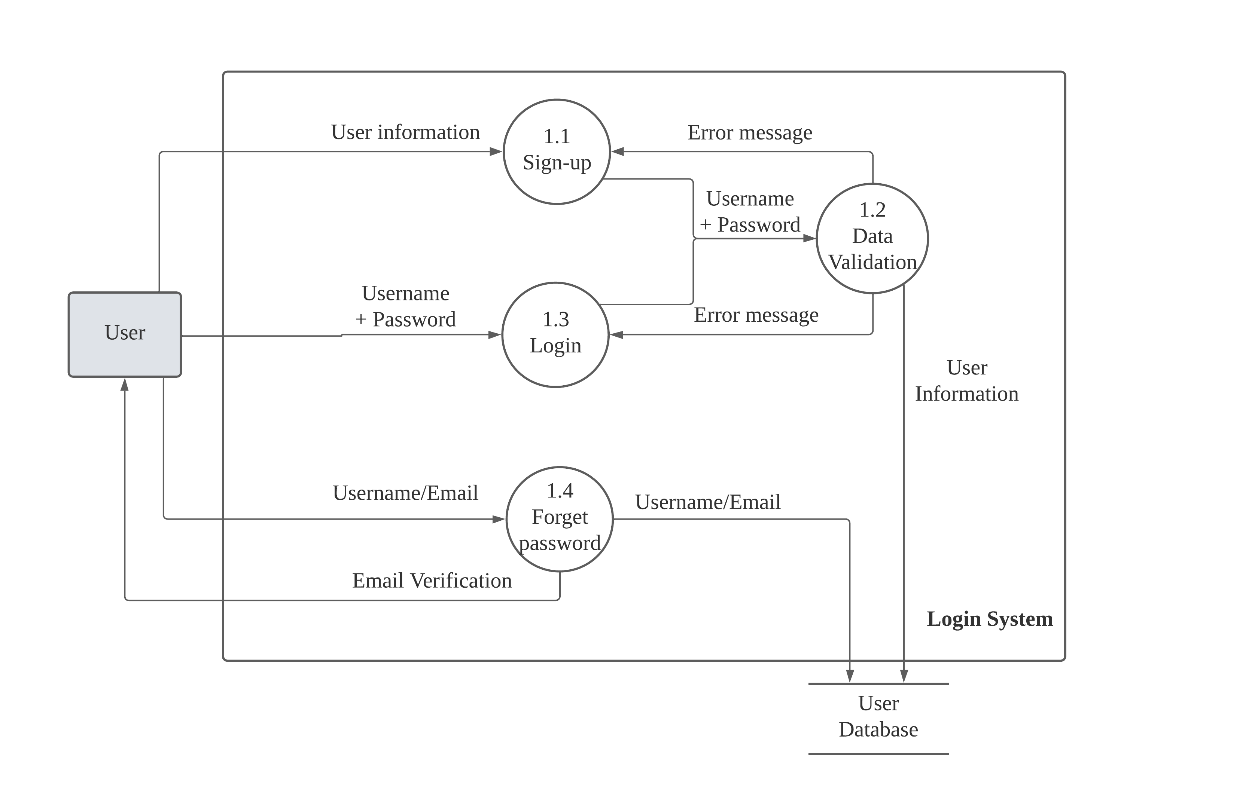 User information
1.1
Sign-up
Error message
Username
+ Password
1.2
Data
Validation
User
Username
+ Password
1.3
Login
Error message
User
Information
Username/Email
1.4
Forget
password
Username/Email
Email Verification
Login System
User
Database